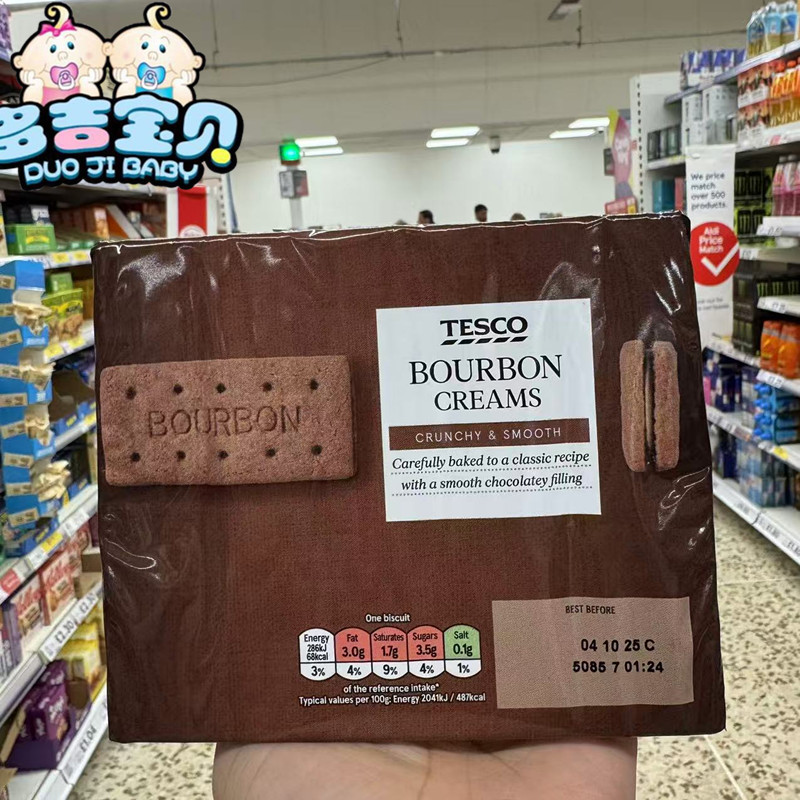 多吉宝贝
DUO JI BABY
We price
match
over 500
products.
Aldi
Price
Match
TESCO
BOURBON
CREAMS
CRUNCHY & SMOOTH
Carefully baked to a classic recipe
with a smooth chocolatey filling
BOURBON
One biscuit
Energy 286kJ 68kcal 3%
Fat 3.0g 4%
Saturates 1.7g 9%
Sugars 3.5g 4%
Salt 0.1g 1%
of the reference intake*
Typical values per 100g: Energy 2041kJ / 487kcal
BEST BEFORE
04 10 25 C
5085 7 01:24